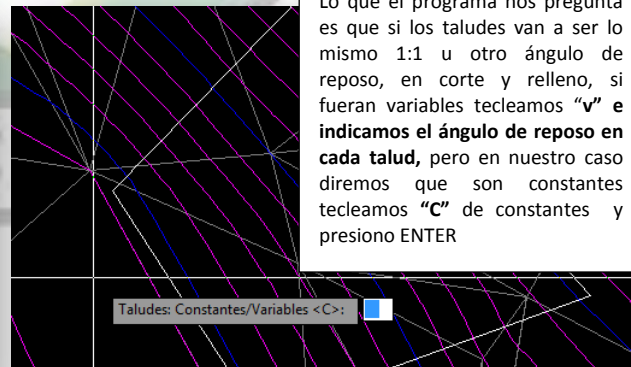 Lo que el programa nos pregunta
es que si los taludes van a ser lo
mismo 1:1 u otro ángulo de
reposo, en corte y relleno, si
fueran variables tecleamos “v” e
indicamos el ángulo de reposo en
cada talud, pero en nuestro caso
diremos que son constantes
tecleamos “C” de constantes y
presiono ENTER
Taludes: Constantes/Variables <C>: